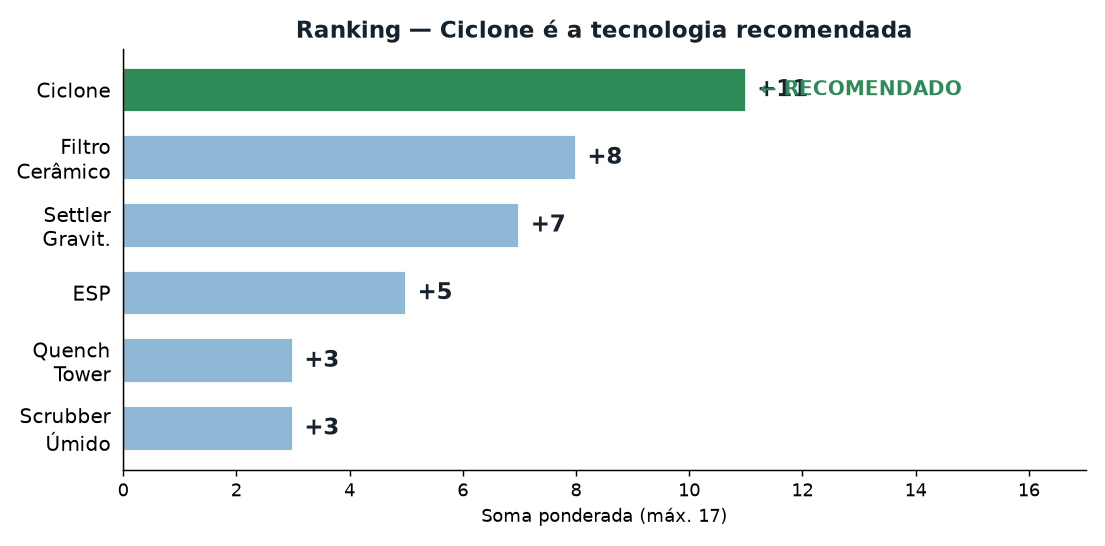 Ranking — Ciclone é a tecnologia recomendada
Ciclone
+11
← RECOMENDADO
Filtro
Cerâmico
+8
Settler
Gravit.
+7
ESP
+5
Quench
Tower
+3
Scrubber
Úmido
+3
0 2 4 6 8 10 12 14 16
Soma ponderada (máx. 17)